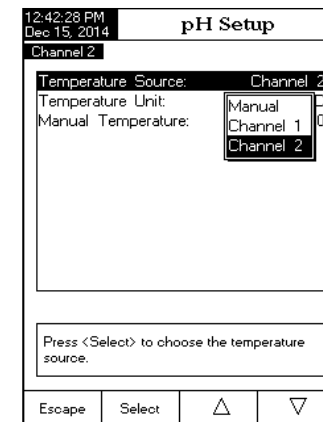 12:42:28 PM
Dec 15, 2014
pH Setup
Channel 2
Temperature Source: Channel 2
Temperature Unit:
Manual Temperature:
Manual
Channel 1
Channel 2
Press <Select> to choose the temperature
source.
Escape Select △ ▽